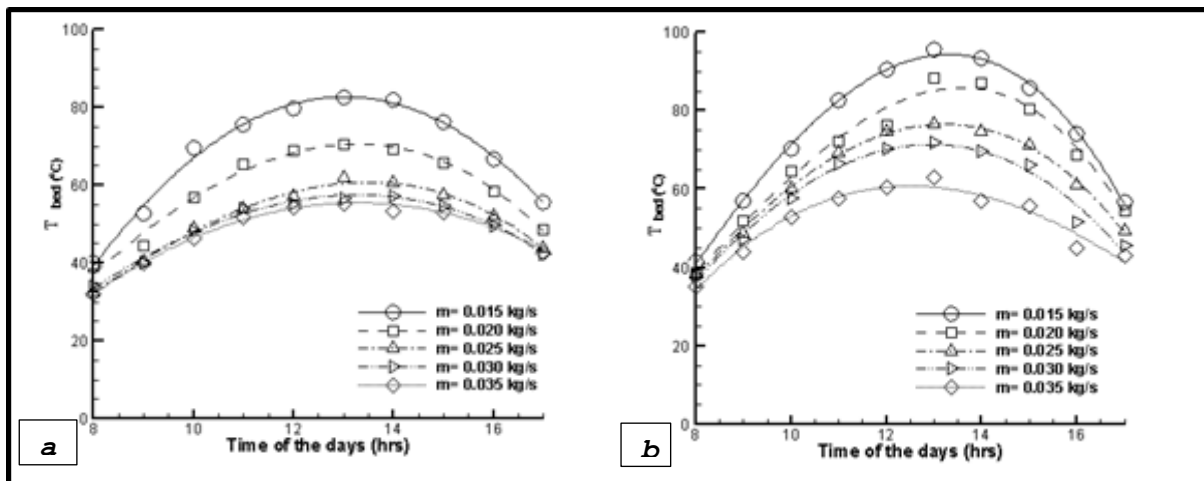 100
80
60
40
20
0
T bed (°C)
m= 0.015 kg/s
m= 0.020 kg/s
m= 0.025 kg/s
m= 0.030 kg/s
m= 0.035 kg/s
8 10 12 14 16
Time of the days (hrs)
a
100
80
60
40
20
0
T bed (°C)
m= 0.015 kg/s
m= 0.020 kg/s
m= 0.025 kg/s
m= 0.030 kg/s
m= 0.035 kg/s
8 10 12 14 16
Time of the days (hrs)
b